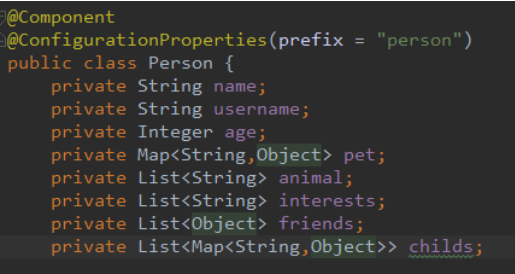 @Component
@ConfigurationProperties(prefix = "person")
public class Person {
    private String name;
    private String username;
    private Integer age;
    private Map<String,Object> pet;
    private List<String> animal;
    private List<String> interests;
    private List<Object> friends;
    private List<Map<String,Object>> childs;